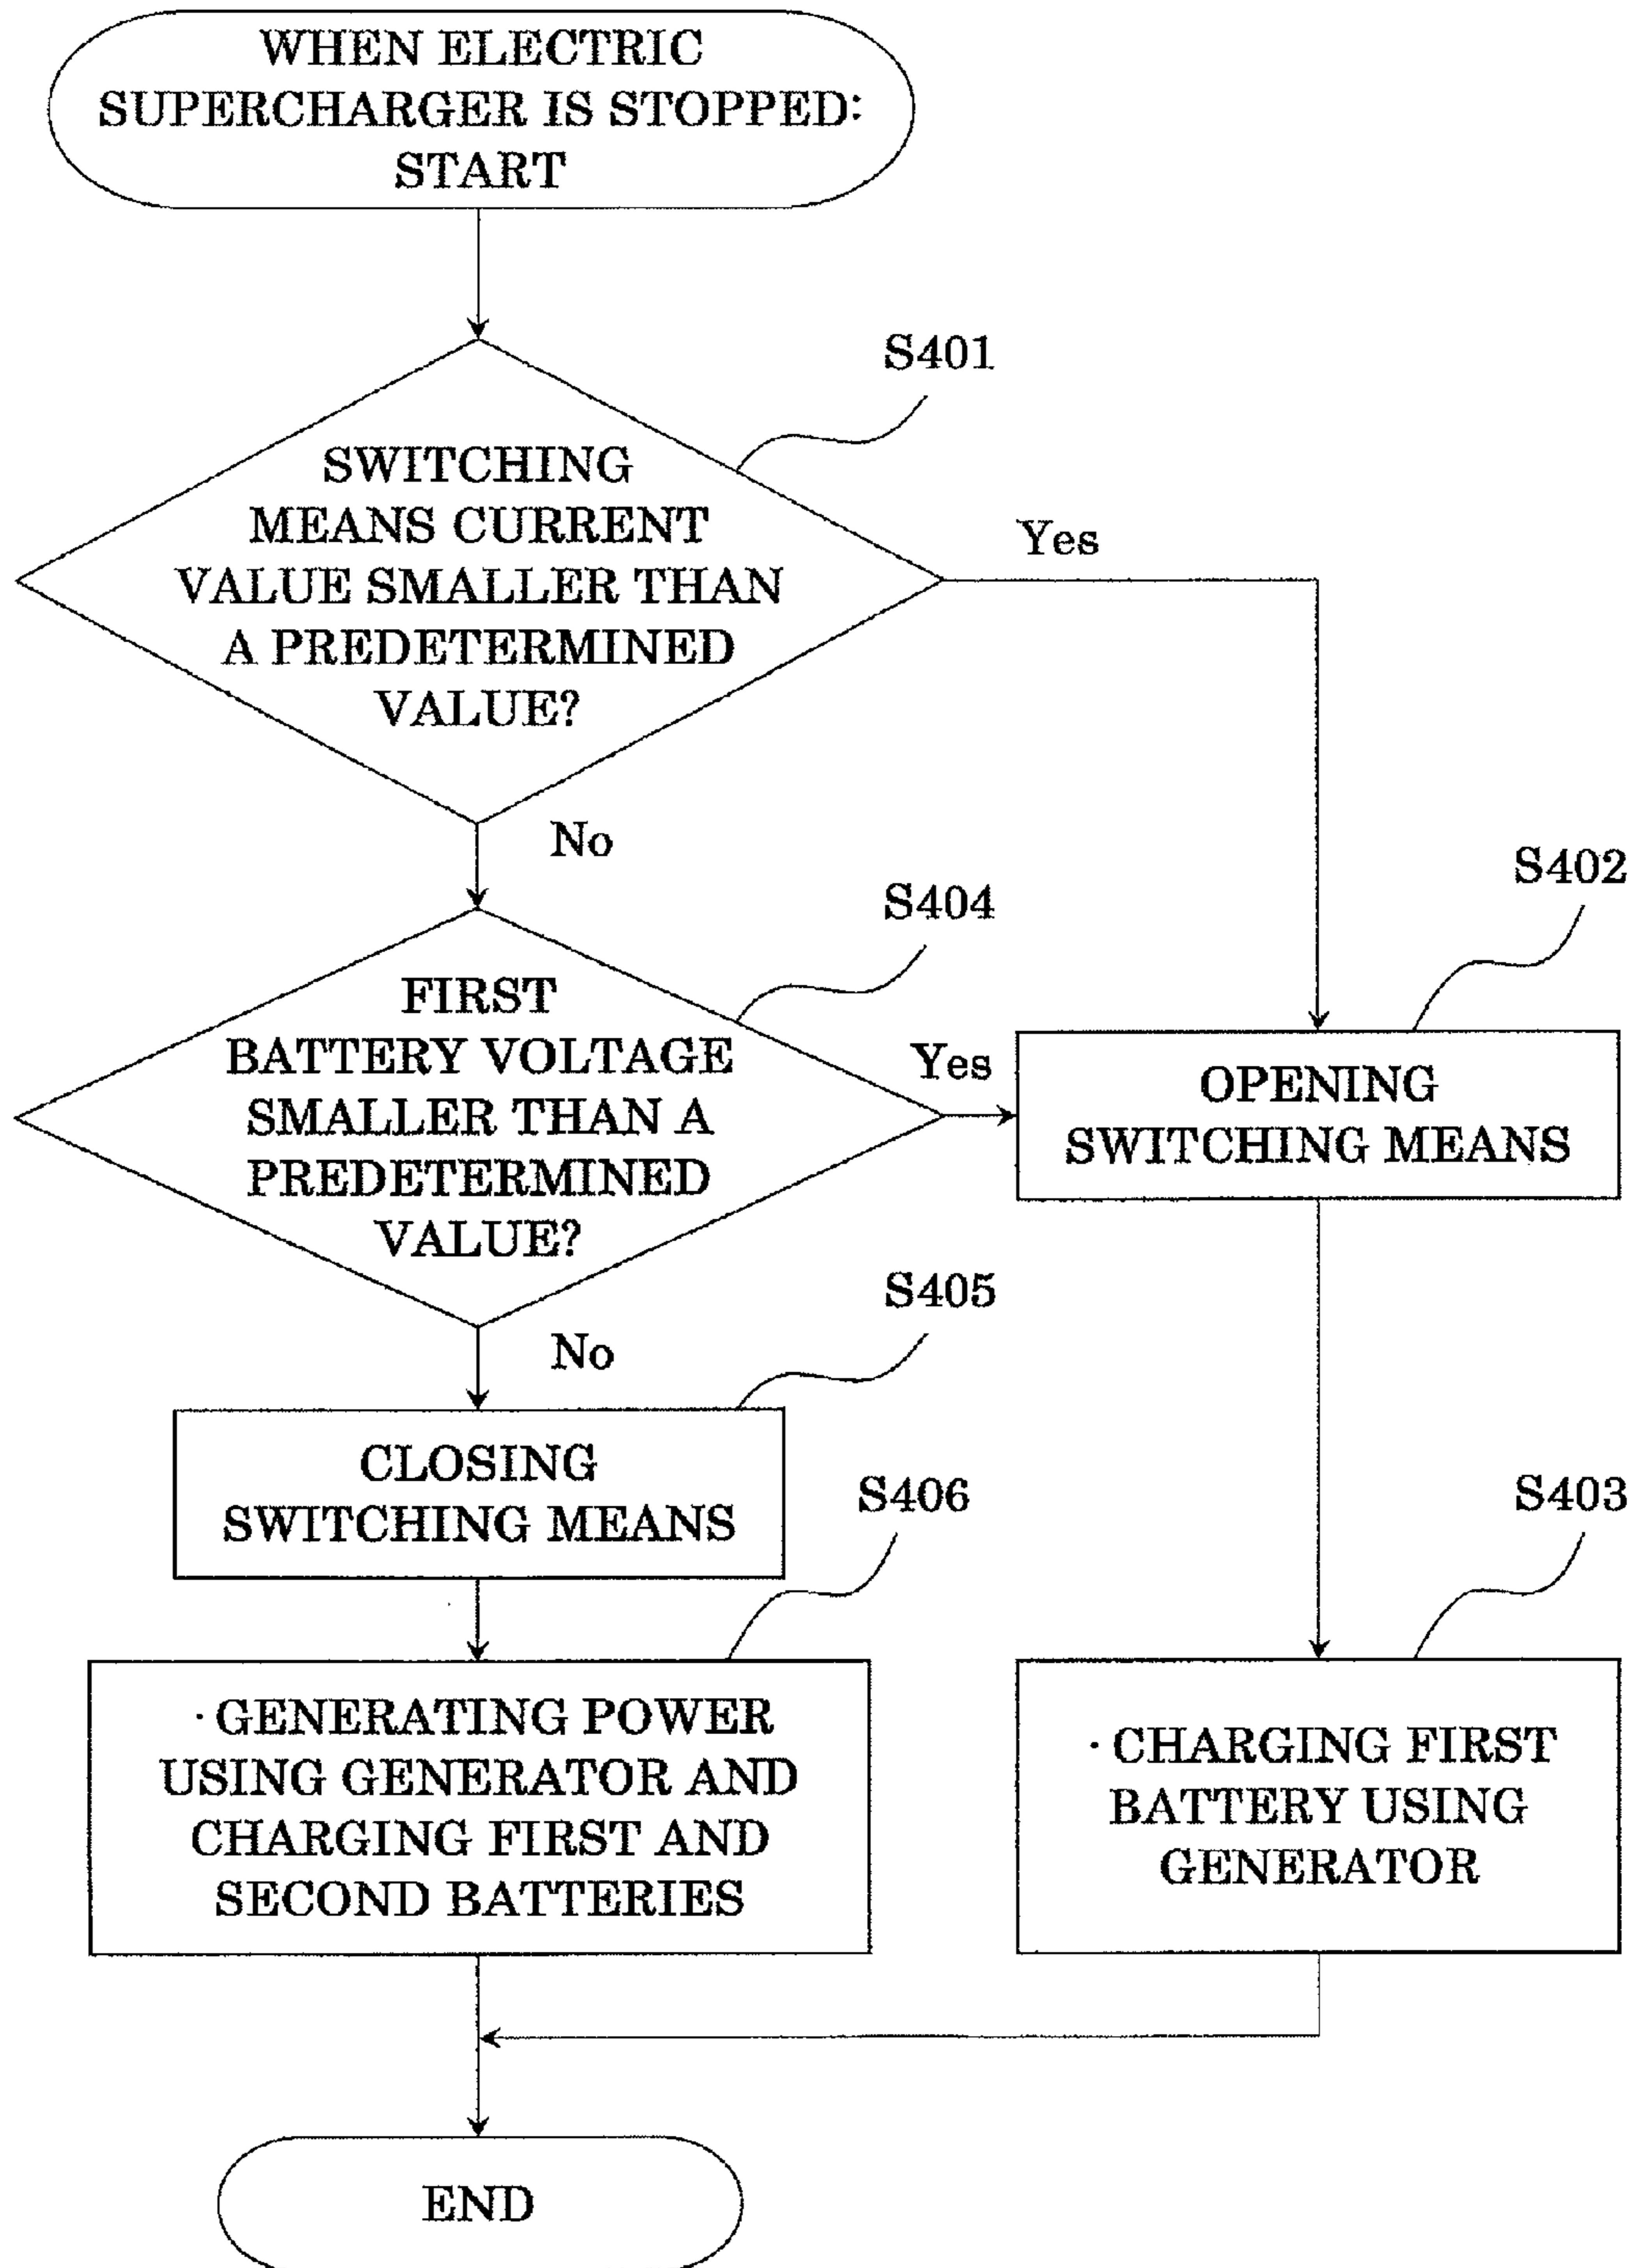 WHEN ELECTRIC
SUPERCHARGER IS STOPPED:
START
S401
SWITCHING
MEANS CURRENT
VALUE SMALLER THAN
A PREDETERMINED
VALUE?
Yes
No
S402
S404
FIRST
BATTERY VOLTAGE
SMALLER THAN A
PREDETERMINED
VALUE?
Yes
OPENING
SWITCHING MEANS
No
S405
CLOSING
SWITCHING MEANS
S406
S403
· GENERATING POWER
USING GENERATOR AND
CHARGING FIRST AND
SECOND BATTERIES
· CHARGING FIRST
BATTERY USING
GENERATOR
END